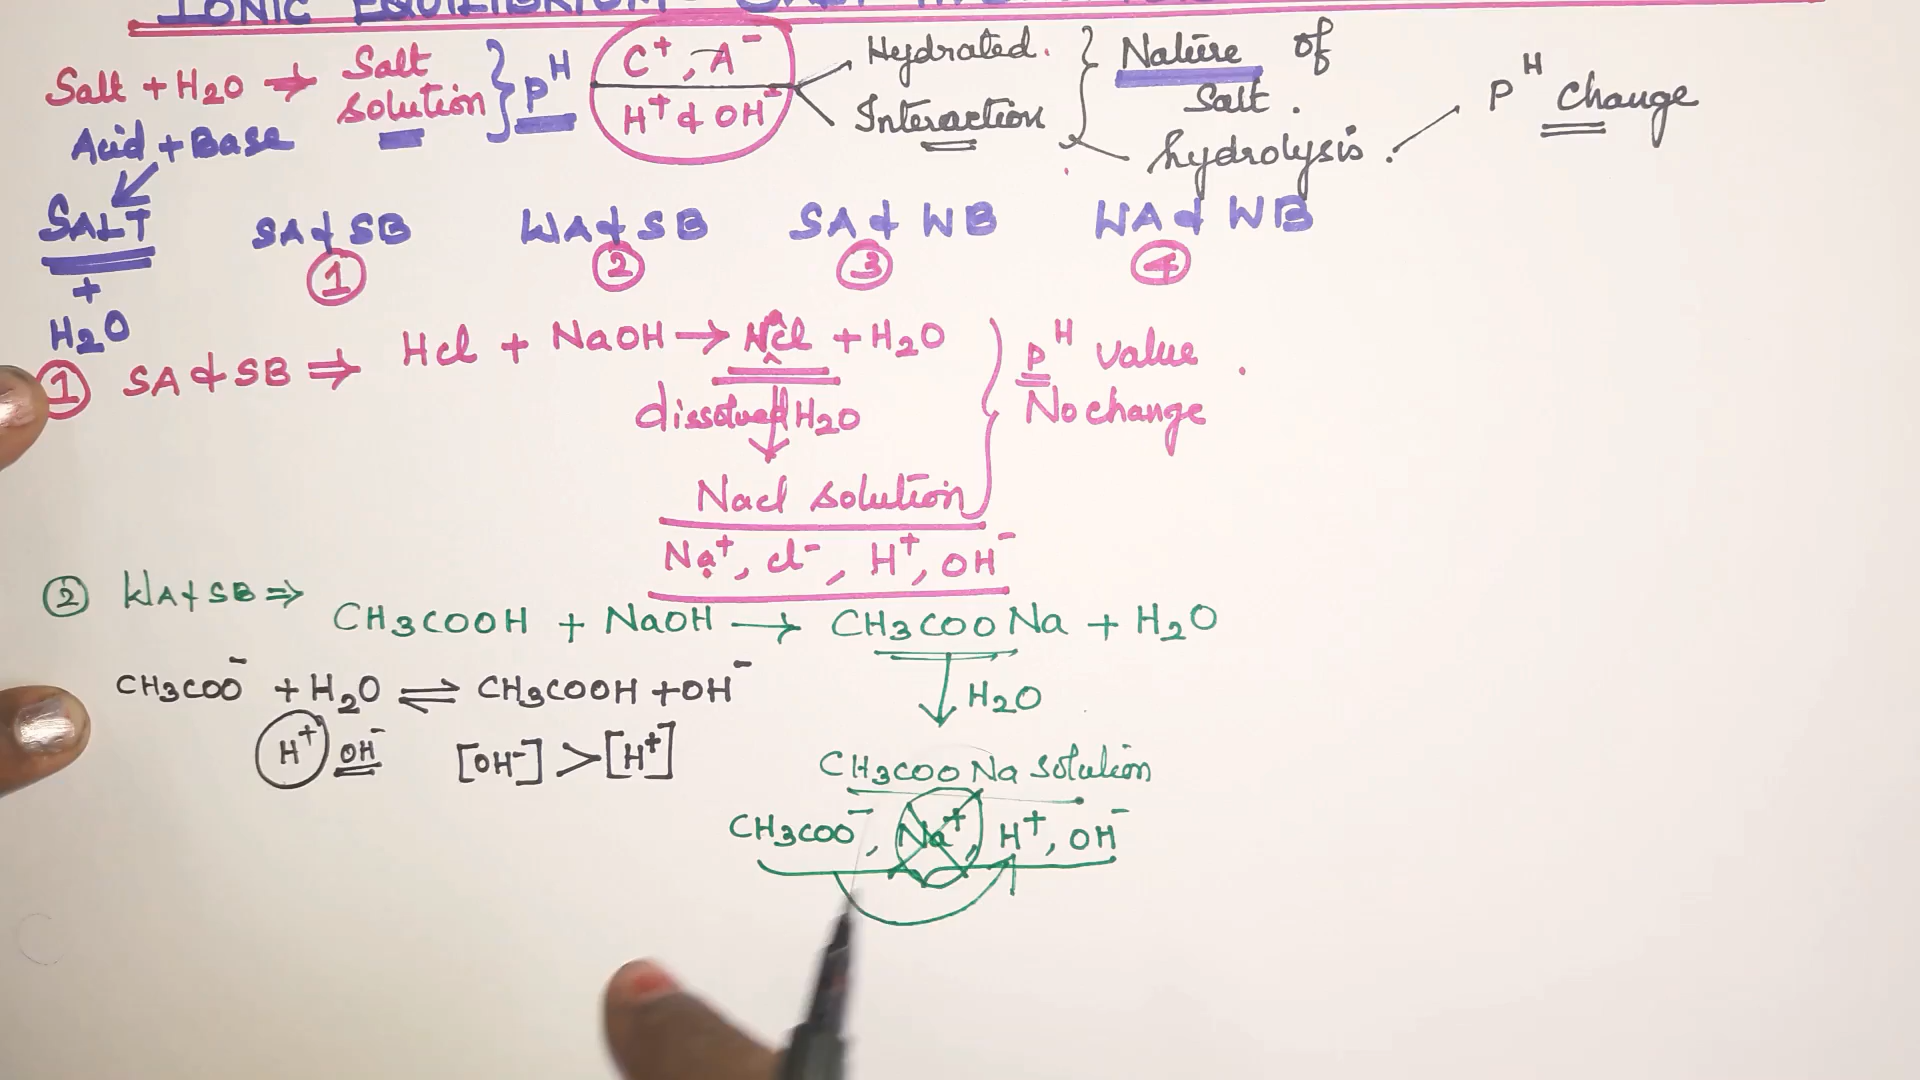 IONIC EQUILIBRIUM
Salt + H2O → Salt solution } pH
C+, A-
H+ & OH-
Hydrated.
Interaction
} Nature of Salt.
hydrolysis.
pH change
Acid + Base
SALT
+
H2O
SA & SB
①
WA & SB
②
SA & WB
③
WA & WB
④
① SA & SB ⇒ HCl + NaOH → NaCl + H2O
dissolved H2O
NaCl solution
Na+, Cl-, H+, OH-
pH value
No change
② WA & SB ⇒ CH3COOH + NaOH → CH3COONa + H2O
CH3COO- + H2O ⇌ CH3COOH + OH-
H+ OH- [OH-] > [H+]
H2O
CH3COONa solution
CH3COO-, Na+, H+, OH-